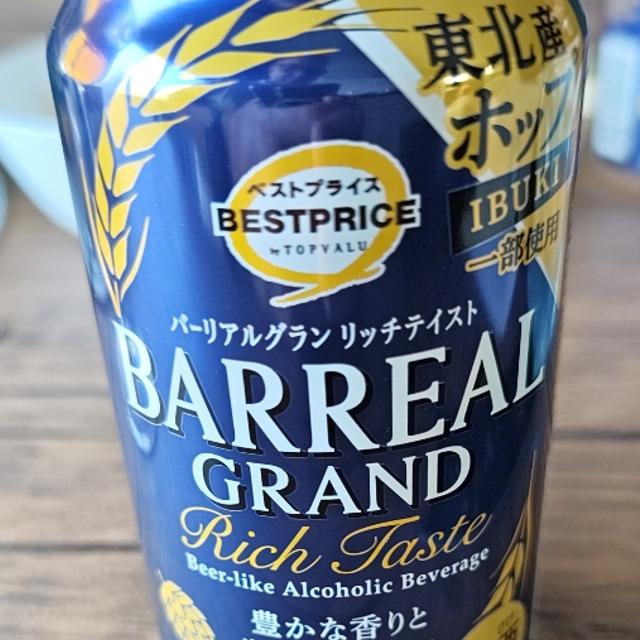 東北産
ホップ
IBUKI
一部使用
ベストプライス
BESTPRICE
by TOPVALU
バーリアルグラン リッチテイスト
BARREAL
GRAND
Rich Taste
Beer-like Alcoholic Beverage
豊かな香りと